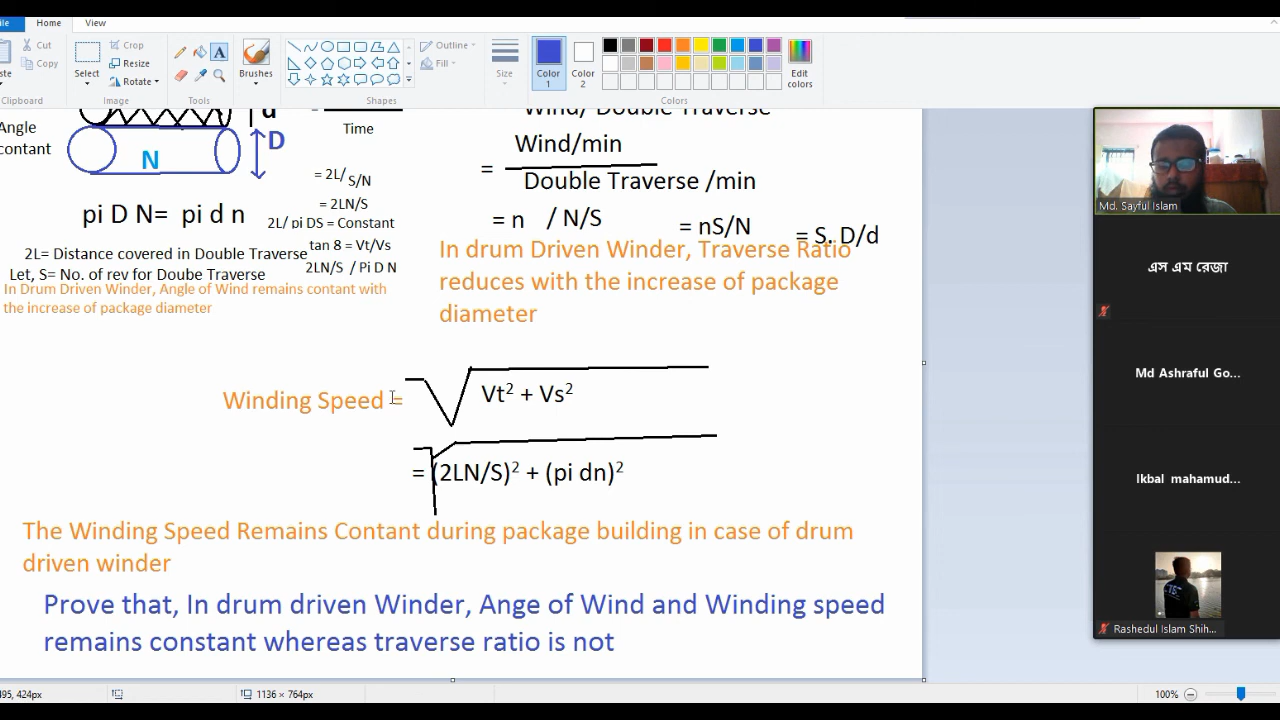 File
Home
View
Cut
Copy
Clipboard
Select
Crop
Resize
Rotate
Image
Tools
Brushes
Shapes
Outline
Fill
Size
Color
1
Color
2
Edit
colors
Colors
Angle
contant
d
D
N
pi D N= pi d n
2L= Distance covered in Double Traverse
Let, S= No. of rev for Doube Traverse
In Drum Driven Winder, Angle of Wind remains contant with
the increase of package diameter
=
Time
= 2L/ S/N
= 2LN/S
2L/ pi DS = Constant
tan 8 = Vt/Vs
2LN/S / Pi D N
Wind/ Double Traverse
Wind/min
=
Double Traverse /min
= n / N/S
= nS/N
= S. D/d
In drum Driven Winder, Traverse Ratio
reduces with the increase of package
diameter
Winding Speed =
Vt² + Vs²
= (2LN/S)² + (pi dn)²
The Winding Speed Remains Contant during package building in case of drum
driven winder
Prove that, In drum driven Winder, Ange of Wind and Winding speed
remains constant whereas traverse ratio is not
Md. Sayful Islam
এস এম রেজা
Md Ashraful Go...
Ikbal mahamud...
Rashedul Islam Shih...
495, 424px
1136 × 764px
100%